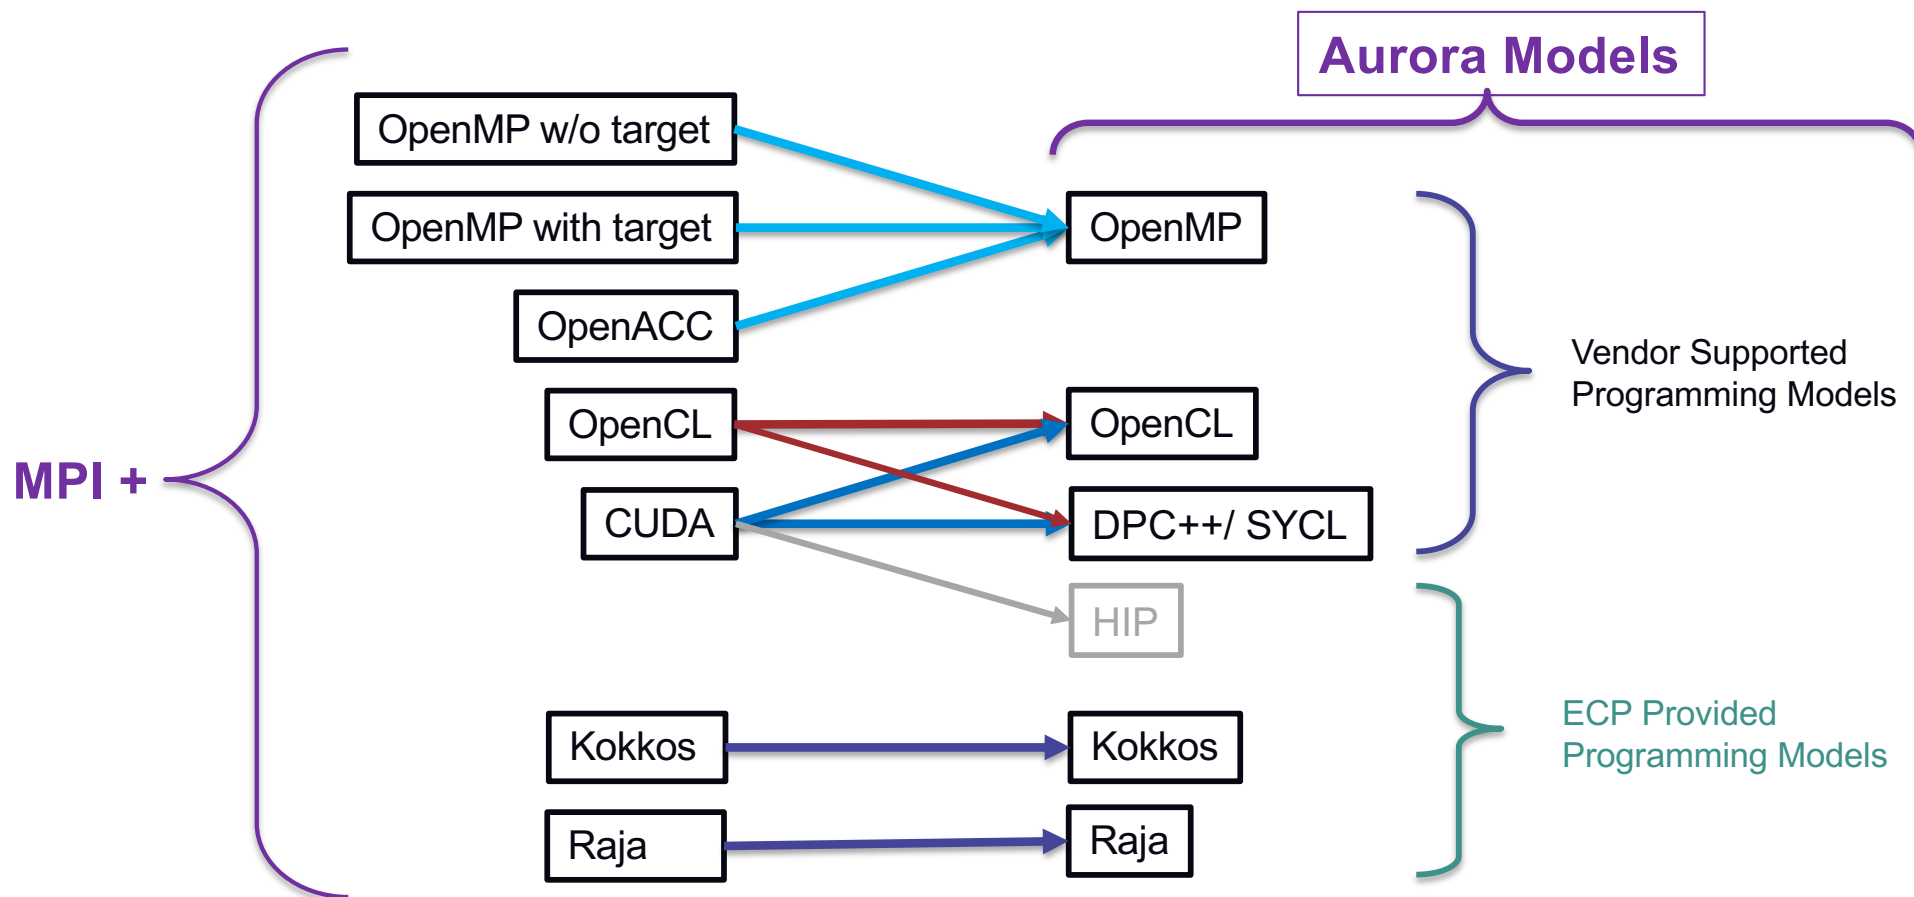 Aurora Models
MPI +
OpenMP w/o target
OpenMP with target
OpenACC
OpenCL
CUDA
Kokkos
Raja
OpenMP
OpenCL
DPC++/ SYCL
HIP
Kokkos
Raja
Vendor Supported
Programming Models
ECP Provided
Programming Models